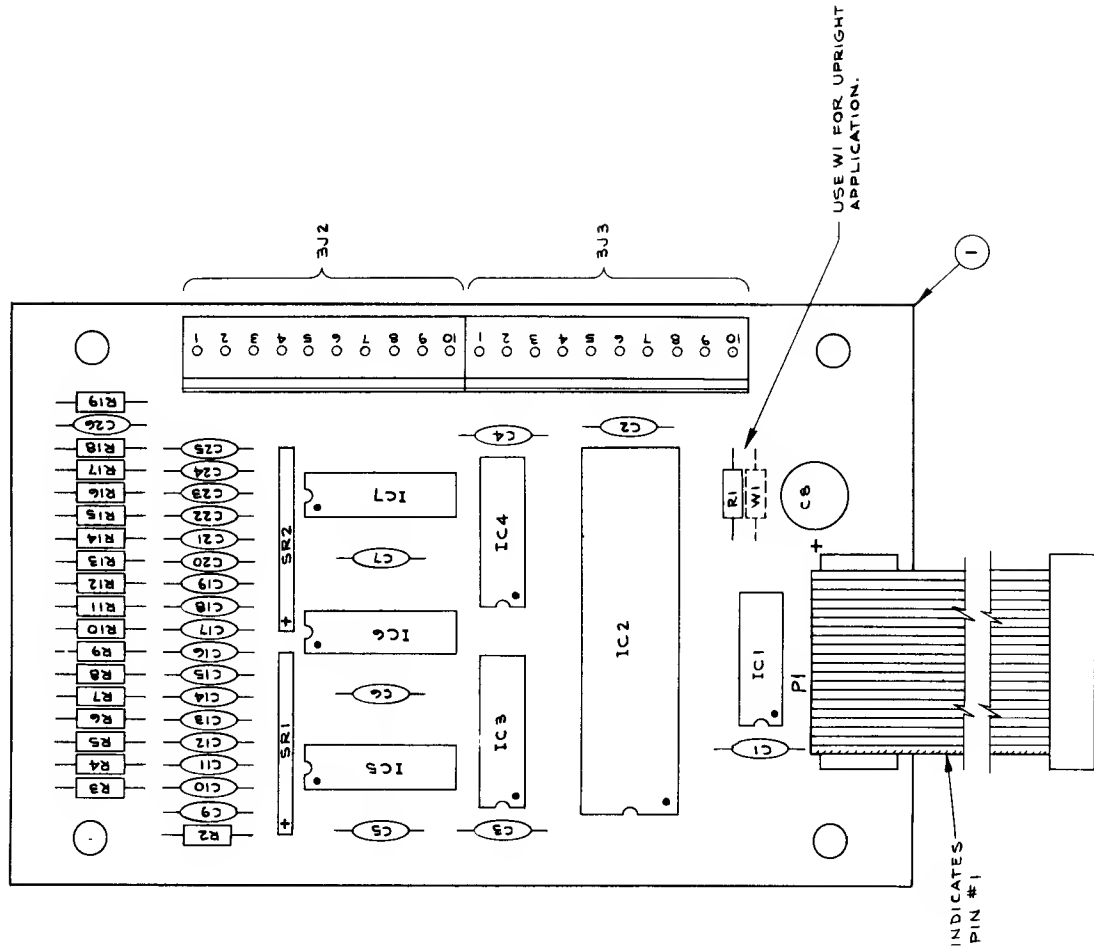 R19
C26
R18
R17
R16
R15
R14
R13
R12
R11
R10
R9
R8
R7
R6
R5
R4
R3
C25
C24
C23
C22
C21
C20
C19
C18
C17
C16
C15
C14
C13
C12
C11
C10
C9
R2
SR2
+
SR1
+
IC7
C7
IC6
C6
IC5
C5
C4
IC4
IC3
C3
C2
IC2
R1
W1
C8
+
IC1
C1
P1
1
2
3
4
5
6
7
8
9
10
1
2
3
4
5
6
7
8
9
10
3J2
3J3
USE W1 FOR UPRIGHT
APPLICATION.
1
INDICATES
PIN #1